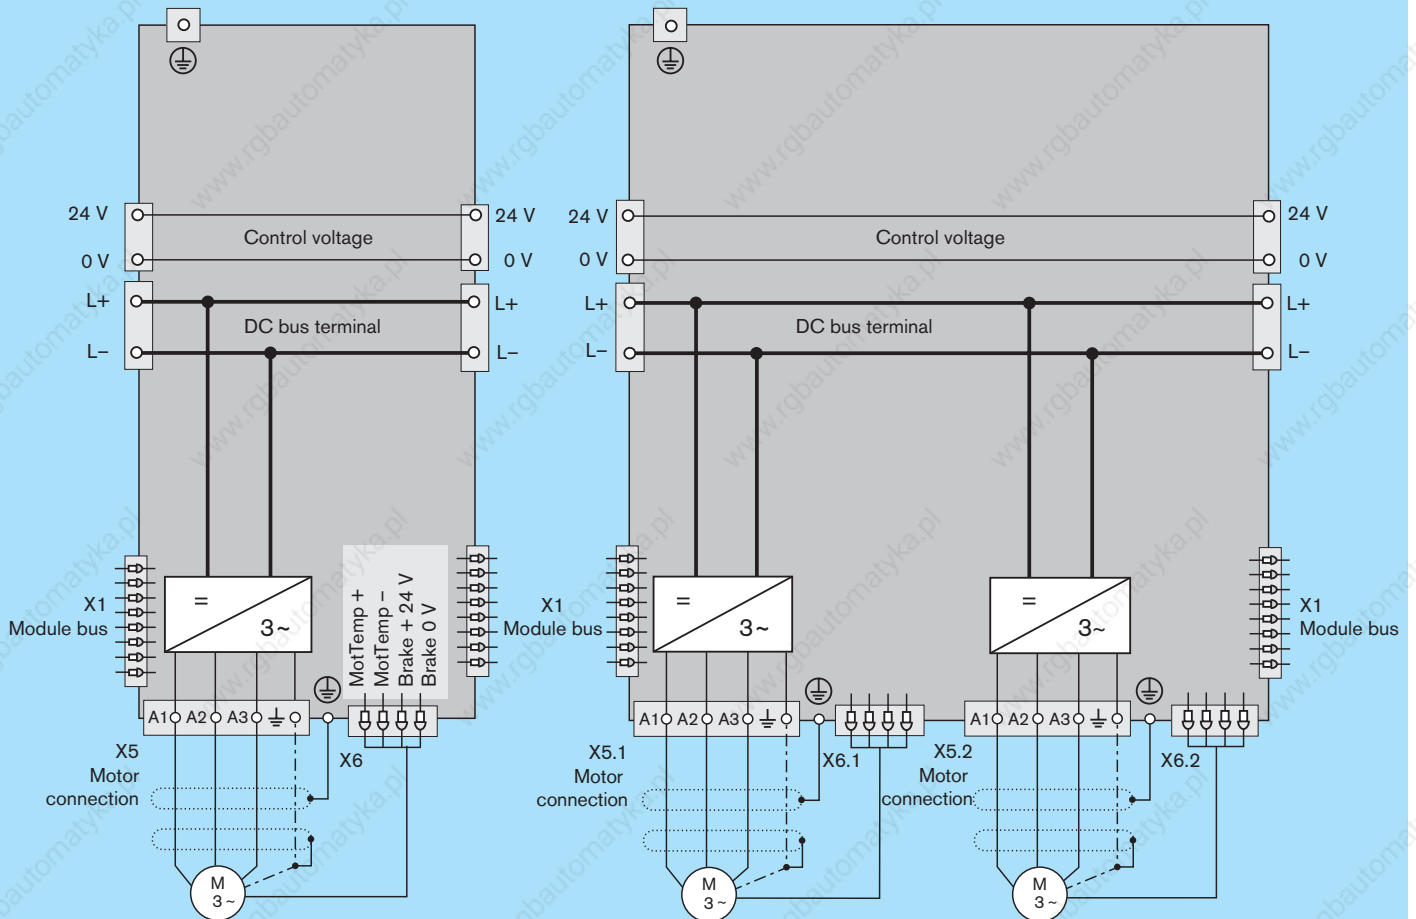 24 V
Control voltage
24 V
0 V
0 V
L+
DC bus terminal
L+
L–
L–
X1
Module bus
=
3~
MotTemp +
MotTemp –
Brake + 24 V
Brake 0 V
A1
A2
A3
X5
Motor
connection
X6
M
3~
24 V
Control voltage
24 V
0 V
0 V
L+
DC bus terminal
L+
L–
L–
X1
Module bus
=
3~
=
3~
X1
Module bus
A1
A2
A3
X5.1
Motor
connection
X6.1
M
3~
A1
A2
A3
X5.2
Motor
connection
X6.2
M
3~
www.rgbautomatyka.pl